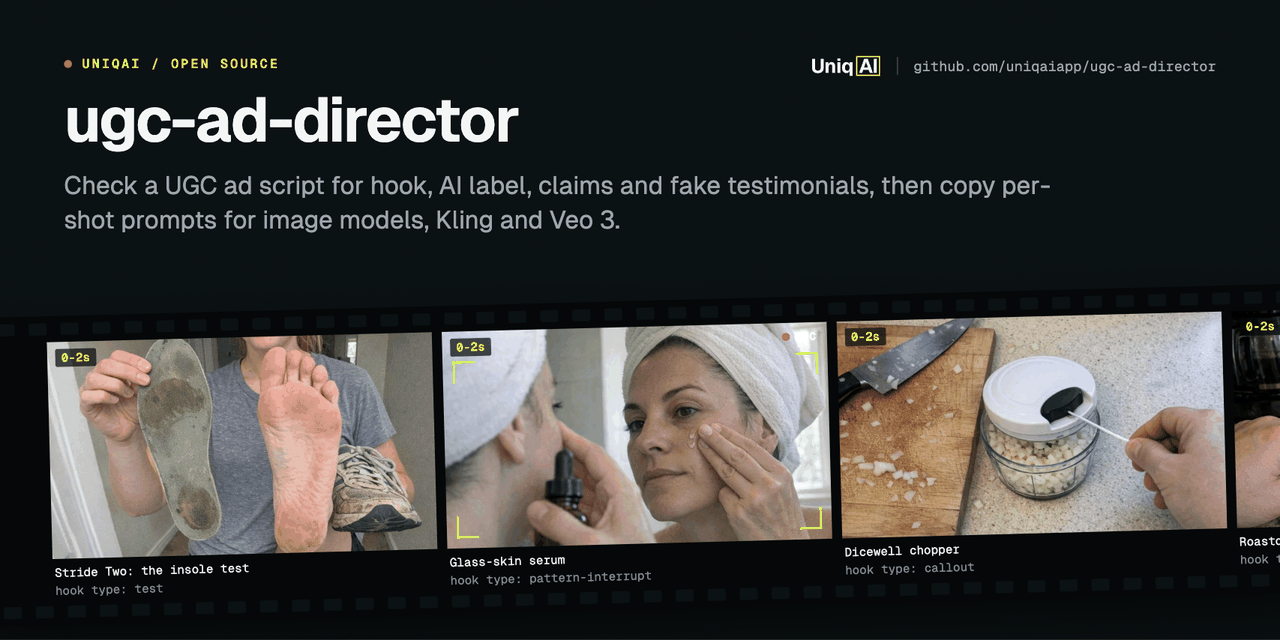 UNIQAI / OPEN SOURCE
UniqAI
github.com/uniqaiapp/ugc-ad-director
ugc-ad-director
Check a UGC ad script for hook, AI label, claims and fake testimonials, then copy per-
shot prompts for image models, Kling and Veo 3.
0-2s
0-2s
0-2s
0-2s
Stride Two: the insole test
hook type: test
Glass-skin serum
hook type: pattern-interrupt
Dicewell chopper
hook type: callout
hook